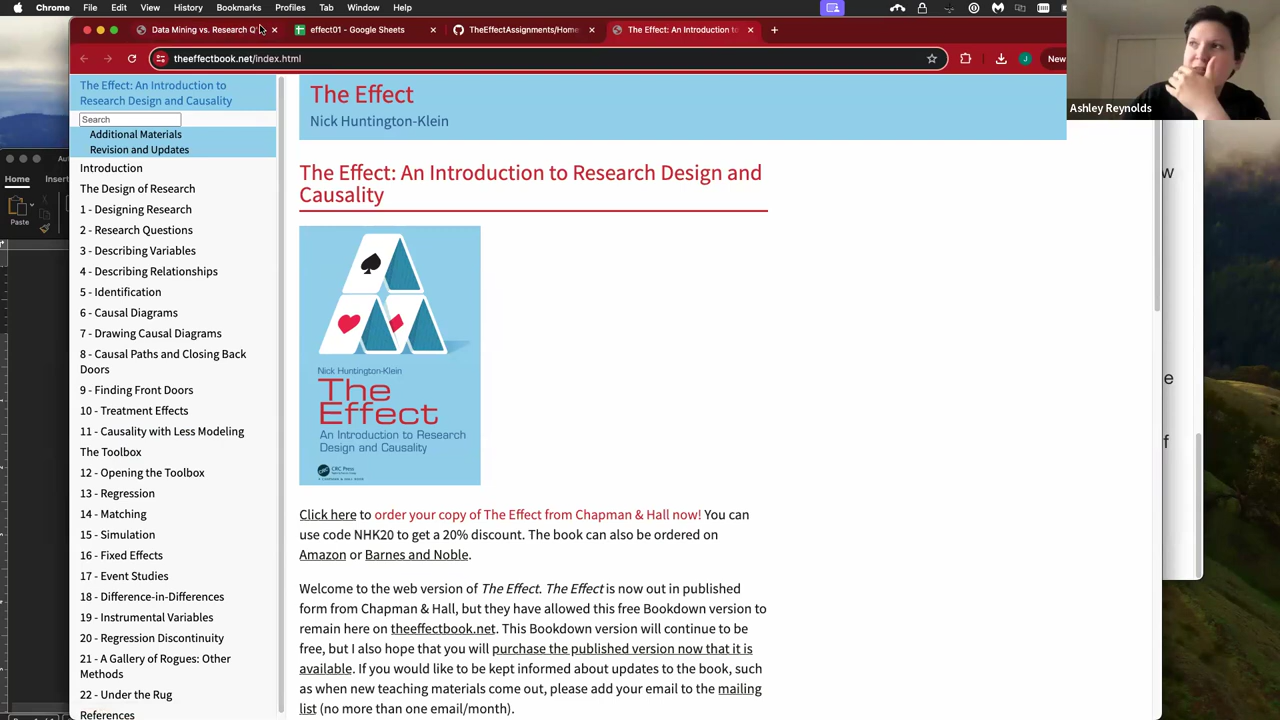 Chrome File Edit View History Bookmarks Profiles Tab Window Help
Data Mining vs. Research Q
effect01 - Google Sheets
TheEffectAssignments/Home
The Effect: An Introduction to
theeffectbook.net/index.html
J
New
Ashley Reynolds
The Effect: An Introduction to
Research Design and Causality
Search
Additional Materials
Revision and Updates
Introduction
The Design of Research
1 - Designing Research
2 - Research Questions
3 - Describing Variables
4 - Describing Relationships
5 - Identification
6 - Causal Diagrams
7 - Drawing Causal Diagrams
8 - Causal Paths and Closing Back
Doors
9 - Finding Front Doors
10 - Treatment Effects
11 - Causality with Less Modeling
The Toolbox
12 - Opening the Toolbox
13 - Regression
14 - Matching
15 - Simulation
16 - Fixed Effects
17 - Event Studies
18 - Difference-in-Differences
19 - Instrumental Variables
20 - Regression Discontinuity
21 - A Gallery of Rogues: Other
Methods
22 - Under the Rug
References
Home Insert
Paste
The Effect
Nick Huntington-Klein
The Effect: An Introduction to Research Design and
Causality
Nick Huntington-Klein
The
Effect
An Introduction to Research
Design and Causality
CRC Press
Click here to order your copy of The Effect from Chapman & Hall now! You can
use code NHK20 to get a 20% discount. The book can also be ordered on
Amazon or Barnes and Noble.
Welcome to the web version of The Effect. The Effect is now out in published
form from Chapman & Hall, but they have allowed this free Bookdown version to
remain here on theeffectbook.net. This Bookdown version will continue to be
free, but I also hope that you will purchase the published version now that it is
available. If you would like to be kept informed about updates to the book, such
as when new teaching materials come out, please add your email to the mailing
list (no more than one email/month).
w
e
f